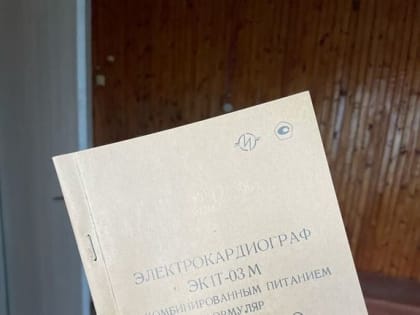 ЭЛЕКТРОКАРДИОГРАФ
ЭК1Т-03М
КОМБИНИРОВАННЫМ ПИТАНИЕМ
ФОРМУЛЯР